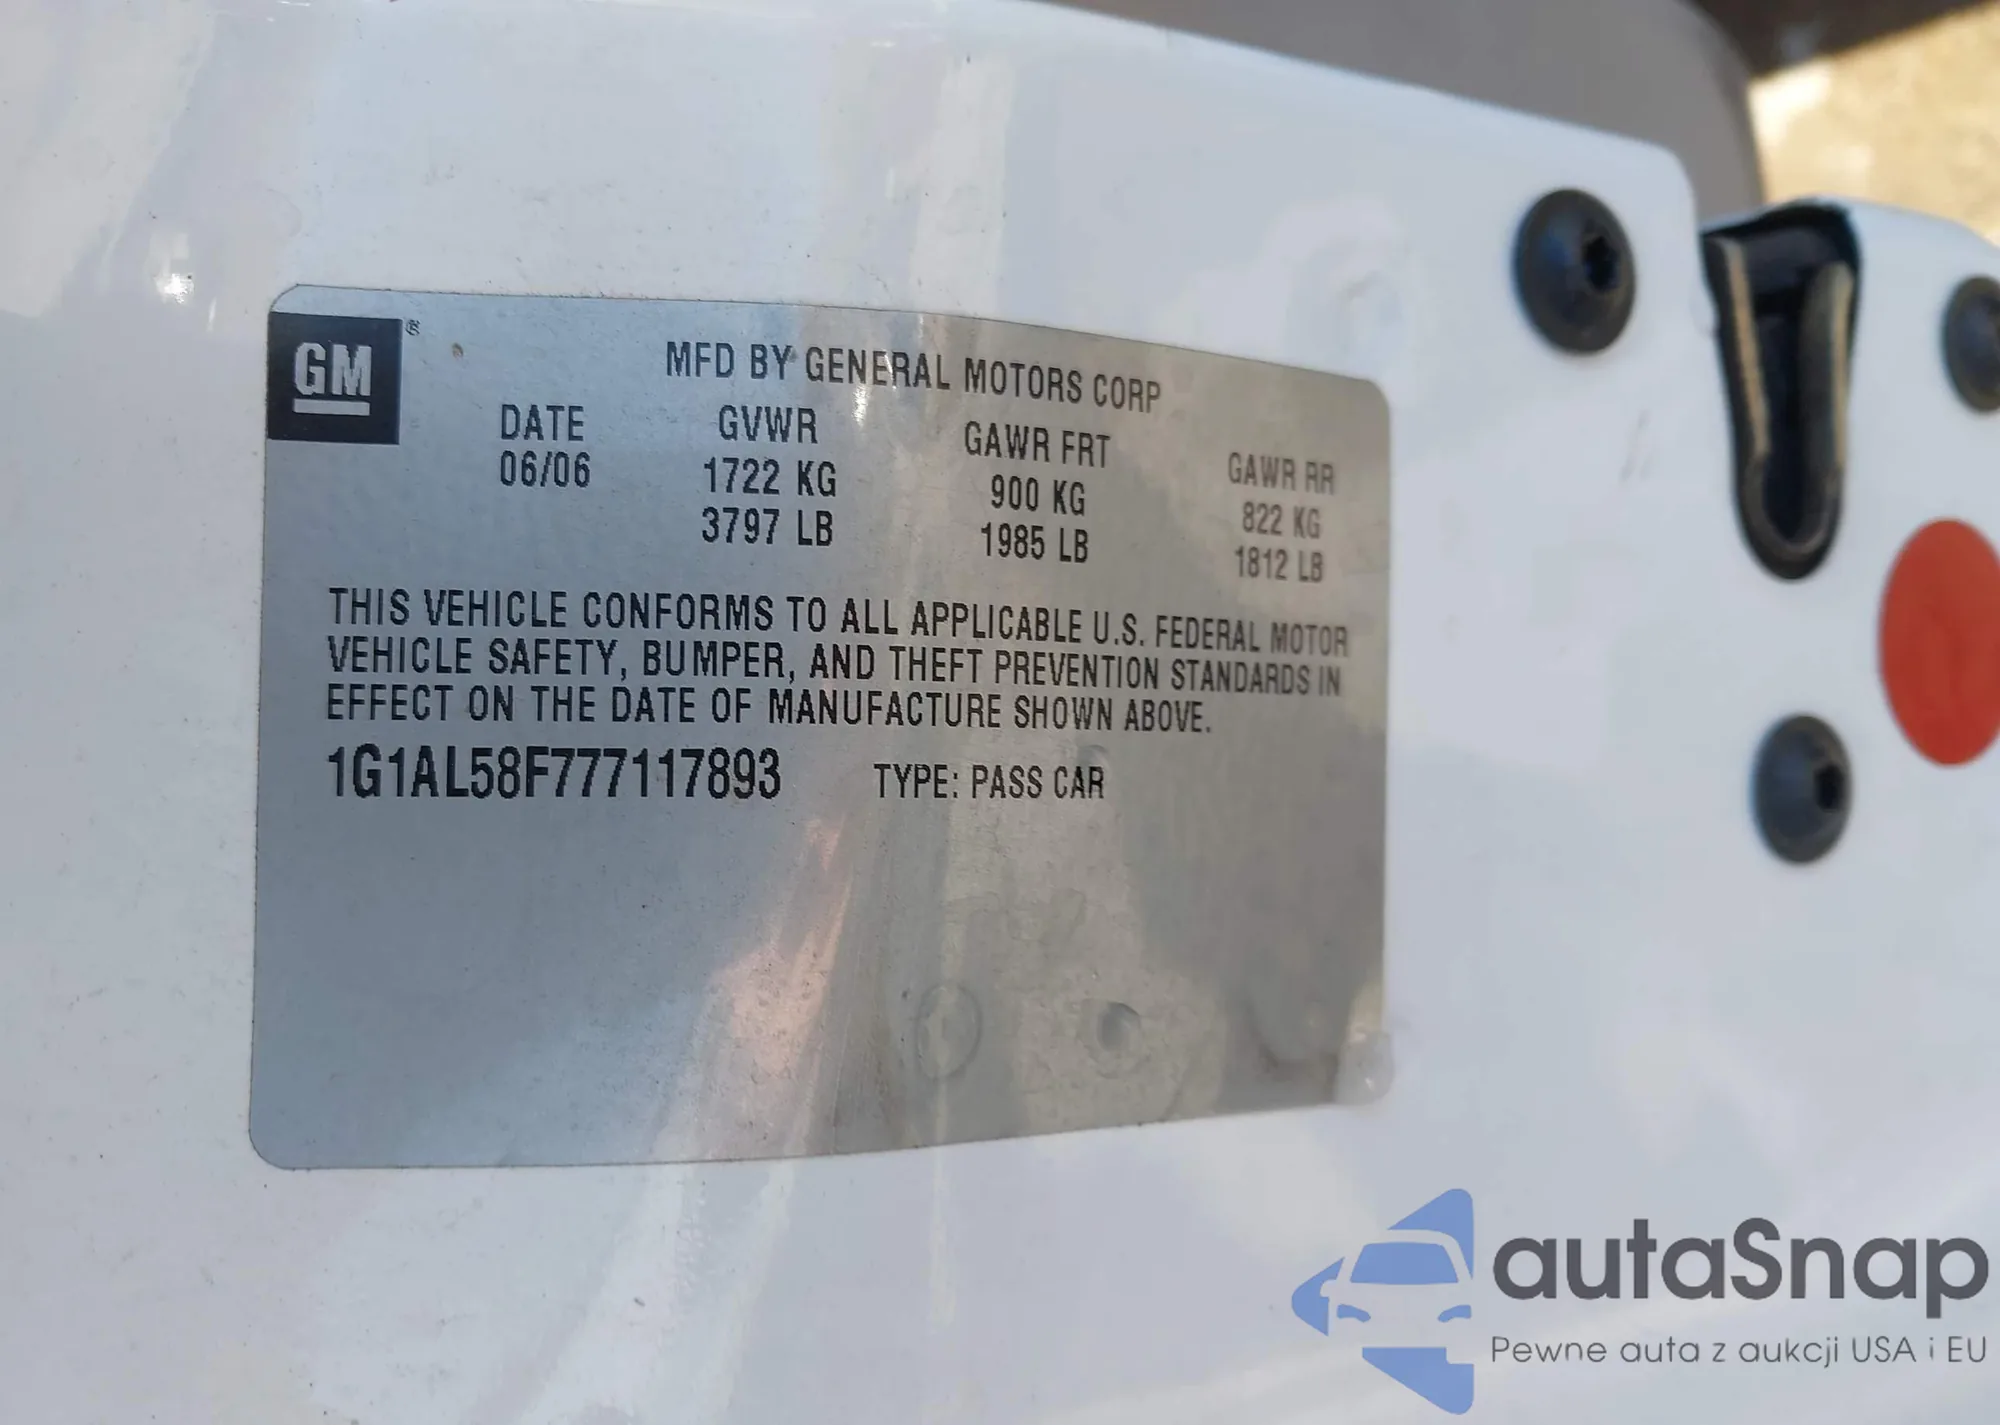 GM ®
MFD BY GENERAL MOTORS CORP
DATE GVWR GAWR FRT GAWR RR
06/06 1722 KG 900 KG 822 KG
3797 LB 1985 LB 1812 LB
THIS VEHICLE CONFORMS TO ALL APPLICABLE U.S. FEDERAL MOTOR
VEHICLE SAFETY, BUMPER, AND THEFT PREVENTION STANDARDS IN
EFFECT ON THE DATE OF MANUFACTURE SHOWN ABOVE.
1G1AL58F777117893 TYPE: PASS CAR
autaSnap
Pewne auta z aukcji USA i EU